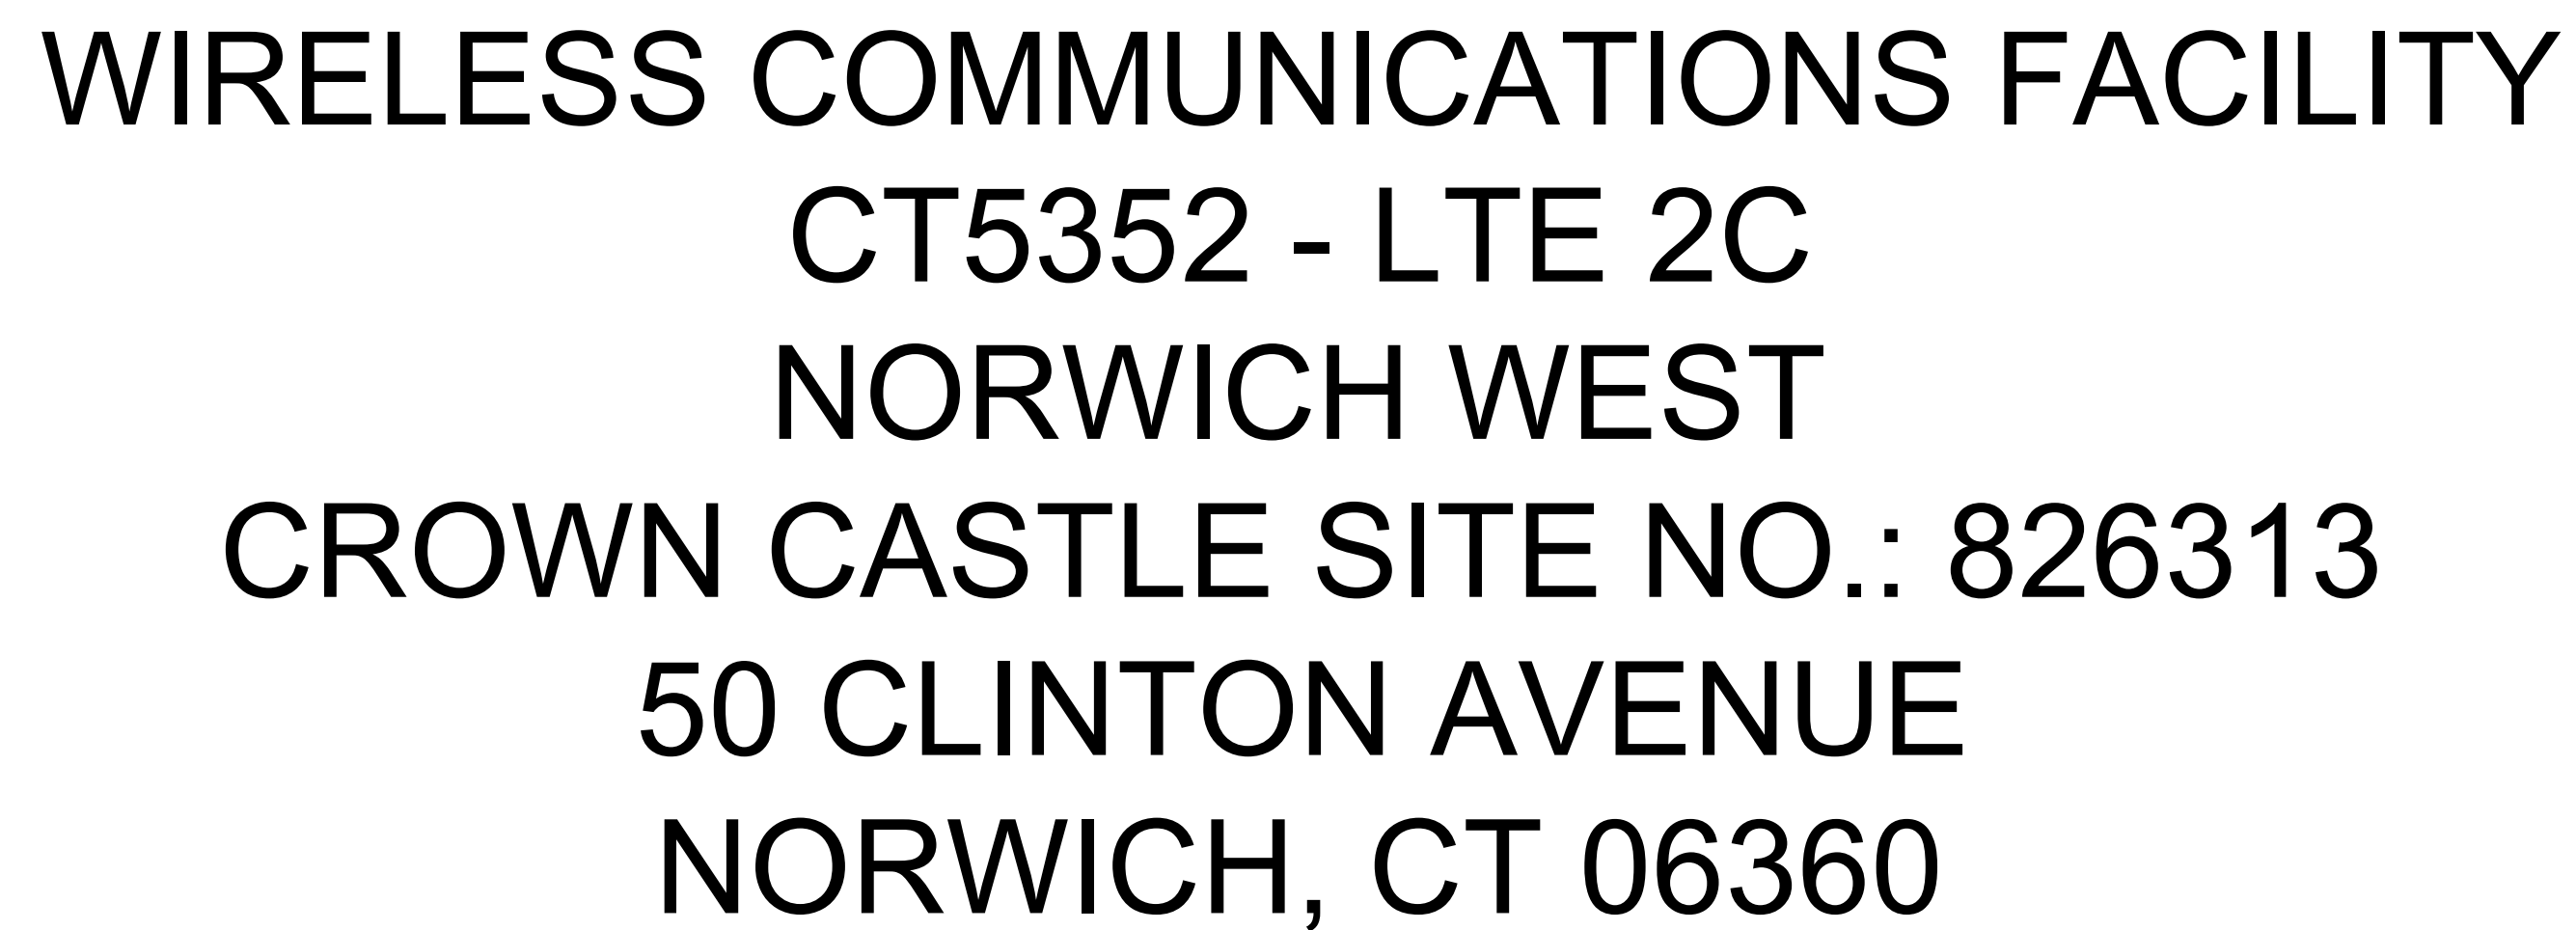 WIRELESS COMMUNICATIONS FACILITY
CT5352 - LTE 2C
NORWICH WEST
CROWN CASTLE SITE NO.: 826313
50 CLINTON AVENUE
NORWICH, CT 06360